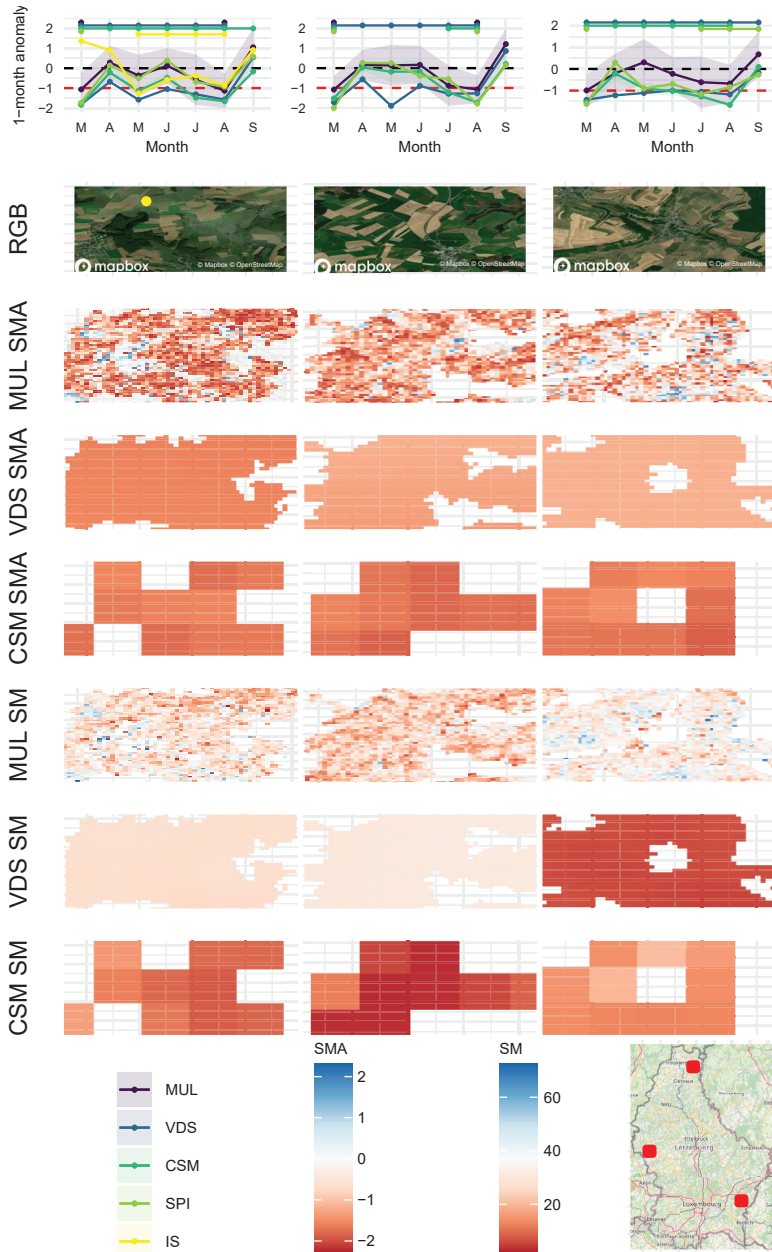 1−month anomaly
2
1
0
−1
−2
M A M J J A S
Month
2
1
0
−1
−2
M A M J J A S
Month
2
1
0
−1
M A M J J A S
Month
RGB
mapbox
© Mapbox © OpenStreetMap
mapbox
© Mapbox © OpenStreetMap
mapbox
© Mapbox © OpenStreetMap
MUL SMA
VDS SMA
CSM SMA
MUL SM
VDS SM
CSM SM
MUL
VDS
CSM
SPI
IS
SMA
2
1
0
−1
−2
SM
60
40
20
Clervaux
Lëtzebuerg
Luxembourg